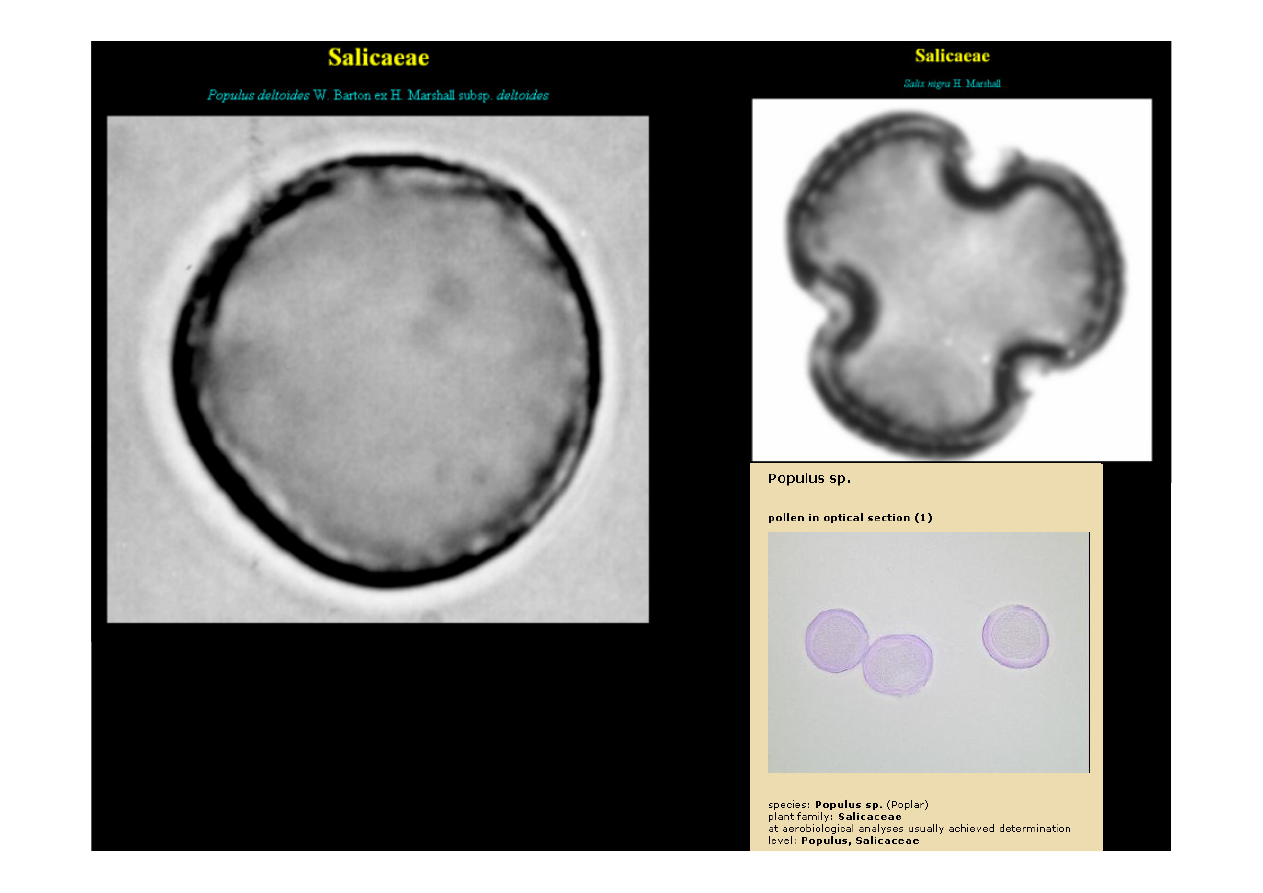 Salicaeae
Populus deltoides W. Barton ex H. Marshall subsp. deltoides
Salicaeae
Salix nigra H. Marshall
Populus sp.
pollen in optical section (1)
species: Populus sp. (Poplar)
plant family: Salicaceae
at aerobiological analyses usually achieved determination
level: Populus, Salicaceae